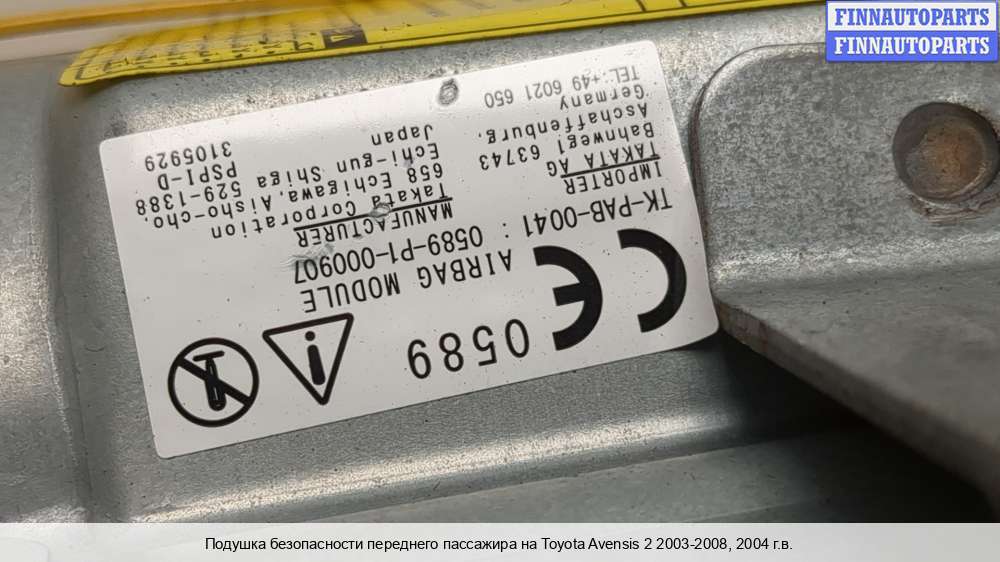 FINNAUTOPARTS
FINNAUTOPARTS
CE 0589
AIRBAG MODULE
TK-PAB-0041 : 0589-P1-000907
IMPORTER
TAKATA AG
Bahnweg1 63743
Aschaffenburg,
Germany
TEL.:+49 6021 650
MANUFACTURER
Takata Corporation
658 Echigawa, Aisho-cho,
Echi-gun Shiga 529-1388
Japan
PSPI-D
3105929
Подушка безопасности переднего пассажира на Toyota Avensis 2 2003-2008, 2004 г.в.